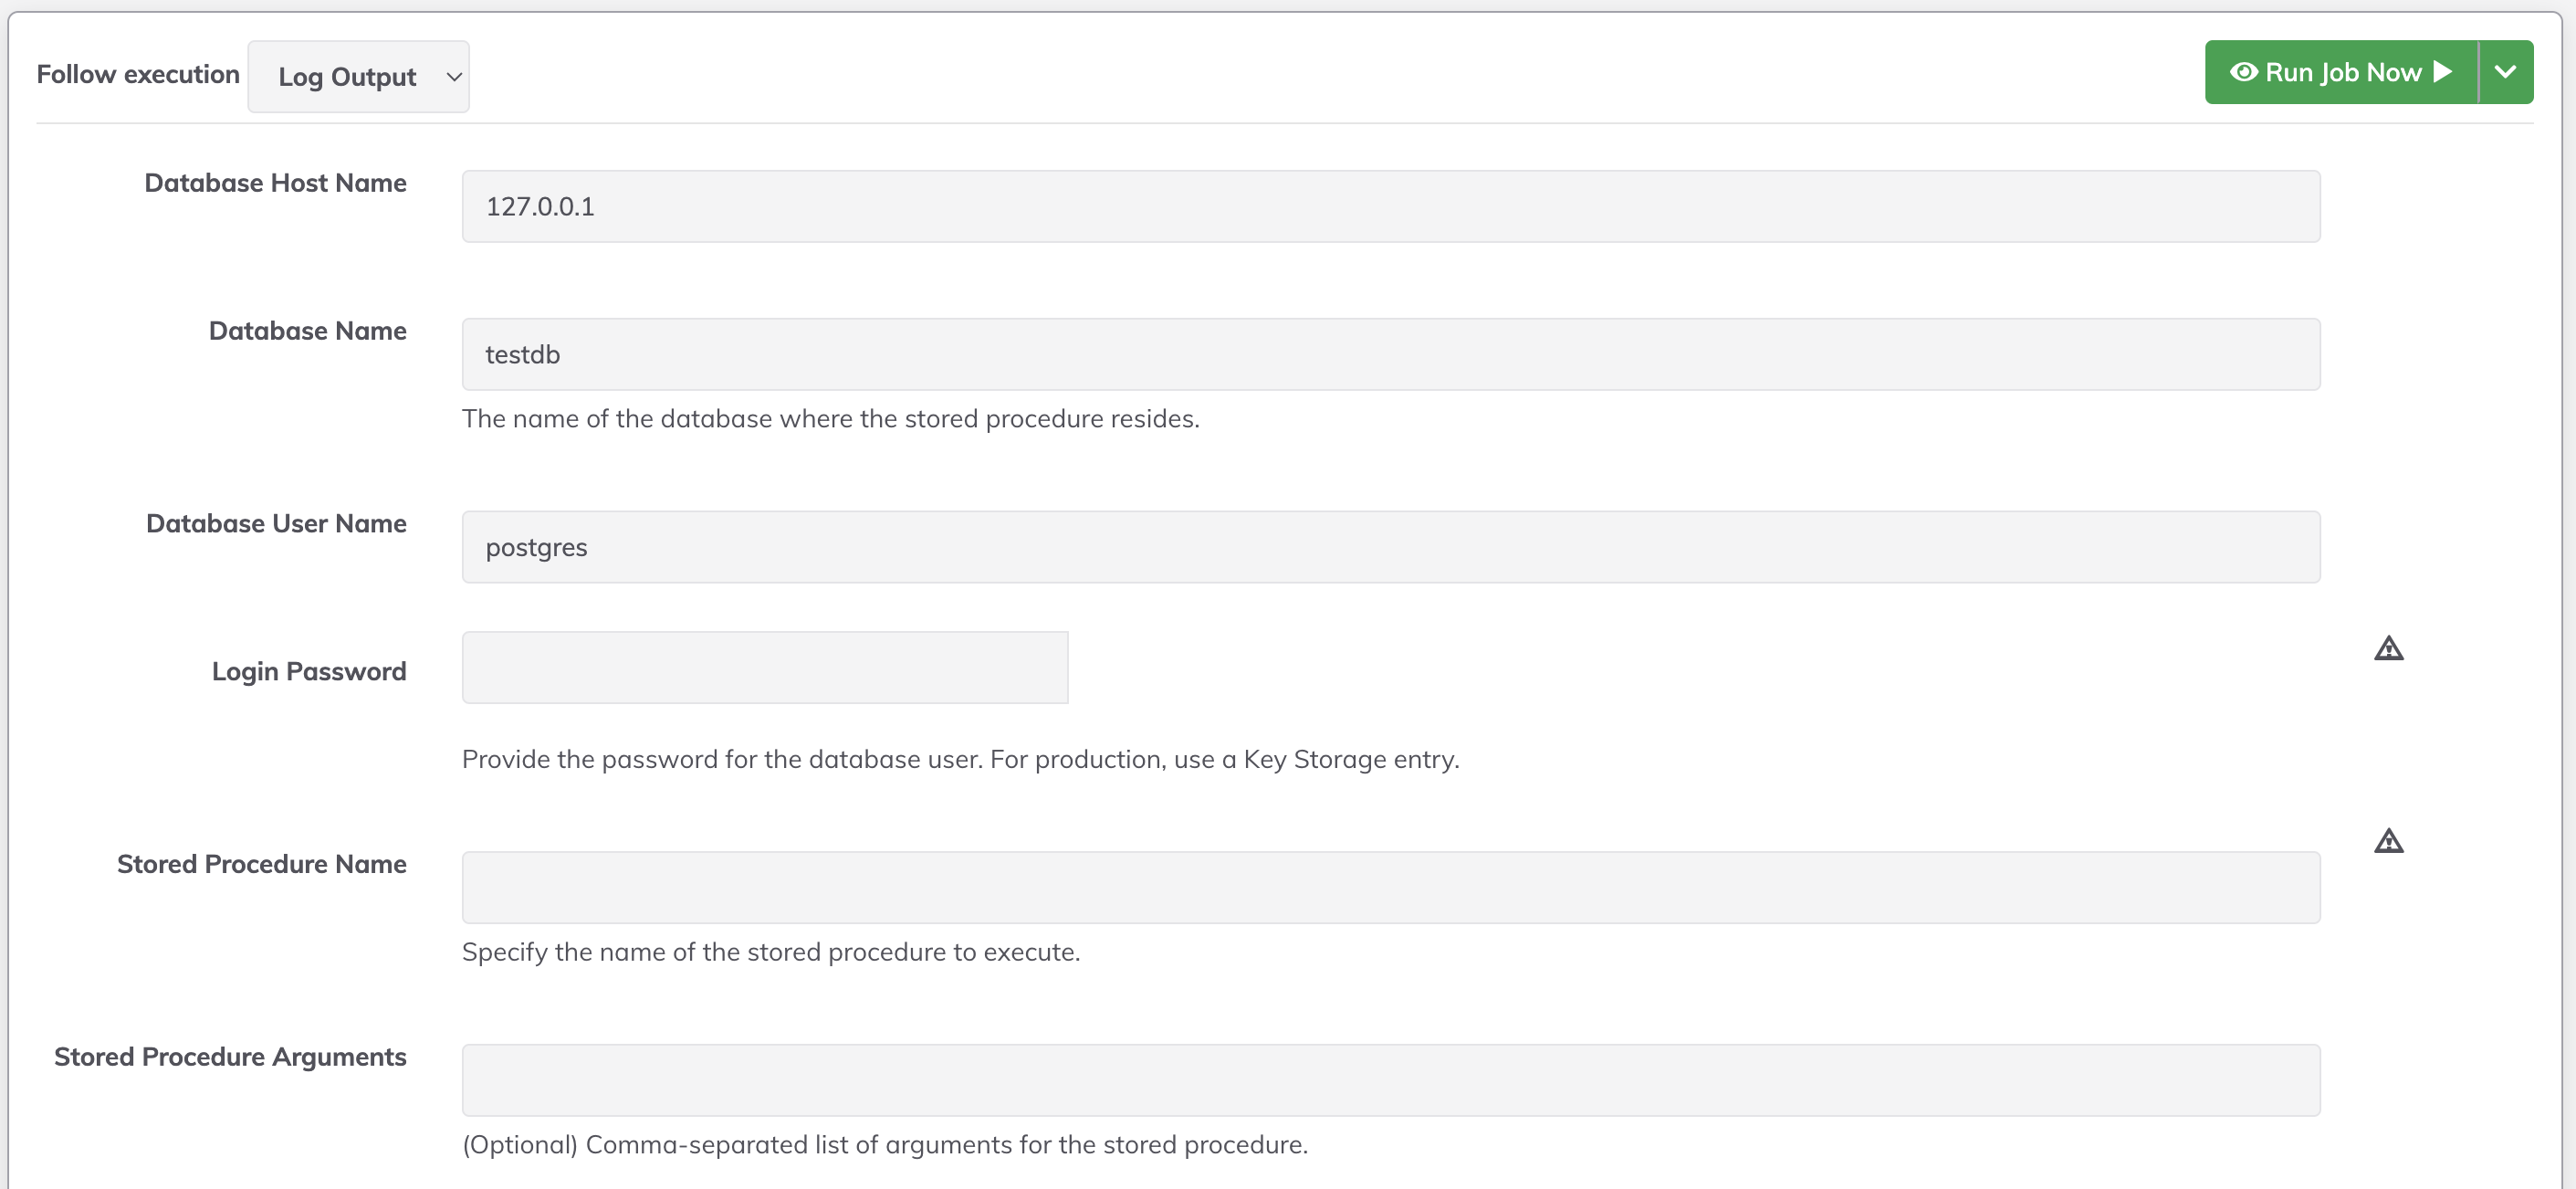 Follow execution Log Output Run Job Now
Database Host Name 127.0.0.1
Database Name testdb
The name of the database where the stored procedure resides.
Database User Name postgres
Login Password
Provide the password for the database user. For production, use a Key Storage entry.
Stored Procedure Name
Specify the name of the stored procedure to execute.
Stored Procedure Arguments
(Optional) Comma-separated list of arguments for the stored procedure.